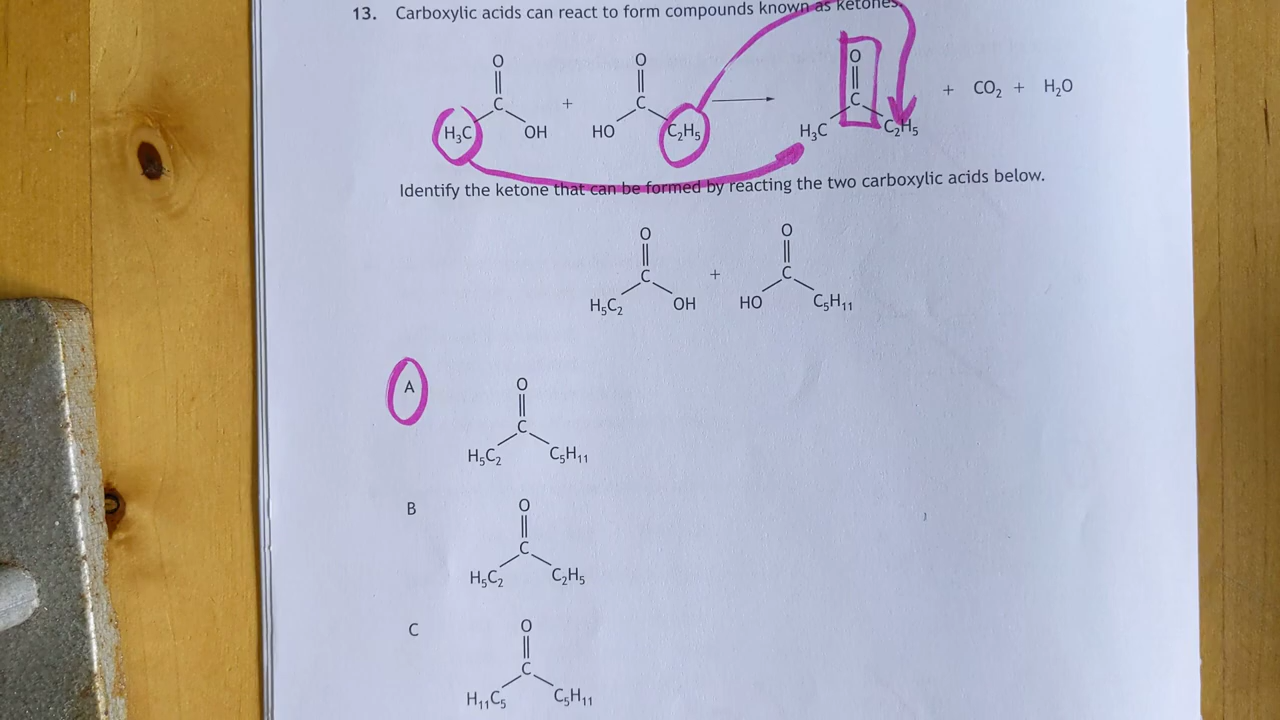 13. Carboxylic acids can react to form compounds known as ketones.
O O O
C + C C + CO₂ + H₂O
H₃C OH HO C₂H₅ H₃C C₂H₅
Identify the ketone that can be formed by reacting the two carboxylic acids below.
O O
C + C
H₅C₂ OH HO C₅H₁₁
A O
C
H₅C₂ C₅H₁₁
B O
C
H₅C₂ C₂H₅
C O
C
H₁₁C₅ C₅H₁₁